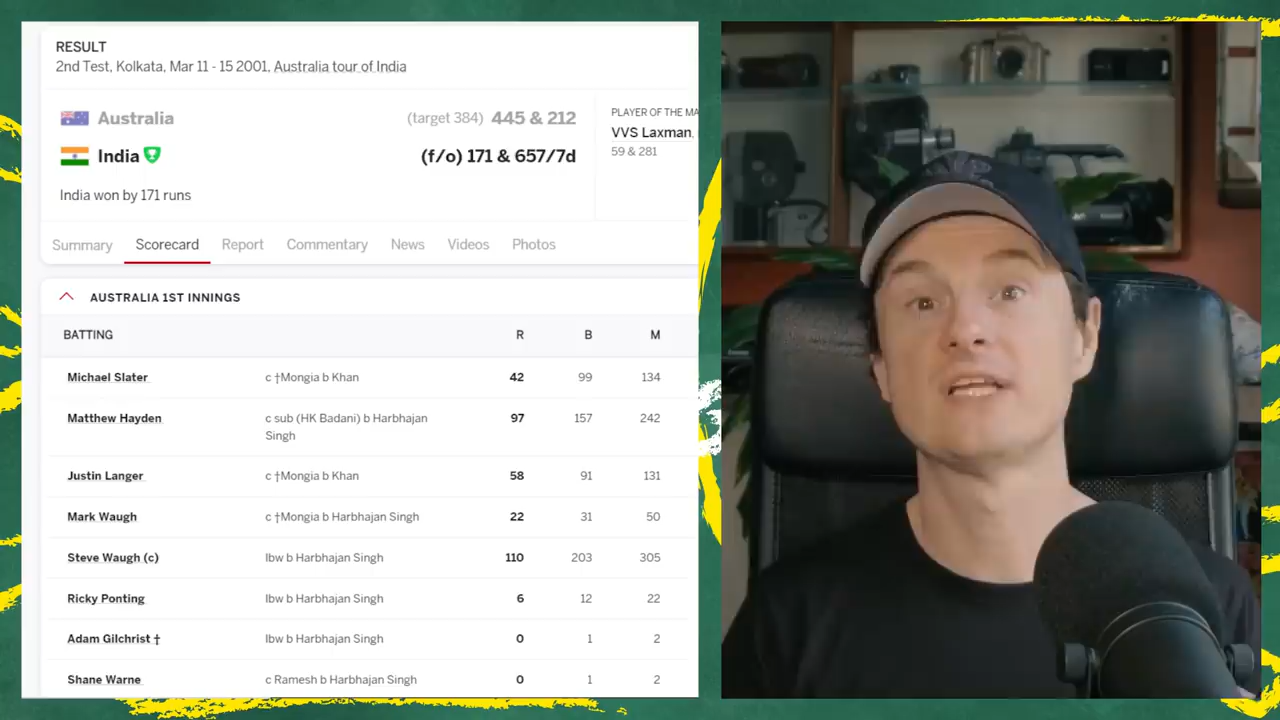 RESULT
2nd Test, Kolkata, Mar 11 - 15 2001, Australia tour of India
Australia (target 384) 445 & 212
India (f/o) 171 & 657/7d
India won by 171 runs
PLAYER OF THE MA
VVS Laxman,
59 & 281
Summary Scorecard Report Commentary News Videos Photos
AUSTRALIA 1ST INNINGS
BATTING R B M
Michael Slater c †Mongia b Khan 42 99 134
Matthew Hayden c sub (HK Badani) b Harbhajan 97 157 242
Singh
Justin Langer c †Mongia b Khan 58 91 131
Mark Waugh c †Mongia b Harbhajan Singh 22 31 50
Steve Waugh (c) lbw b Harbhajan Singh 110 203 305
Ricky Ponting lbw b Harbhajan Singh 6 12 22
Adam Gilchrist † lbw b Harbhajan Singh 0 1 2
Shane Warne c Ramesh b Harbhajan Singh 0 1 2